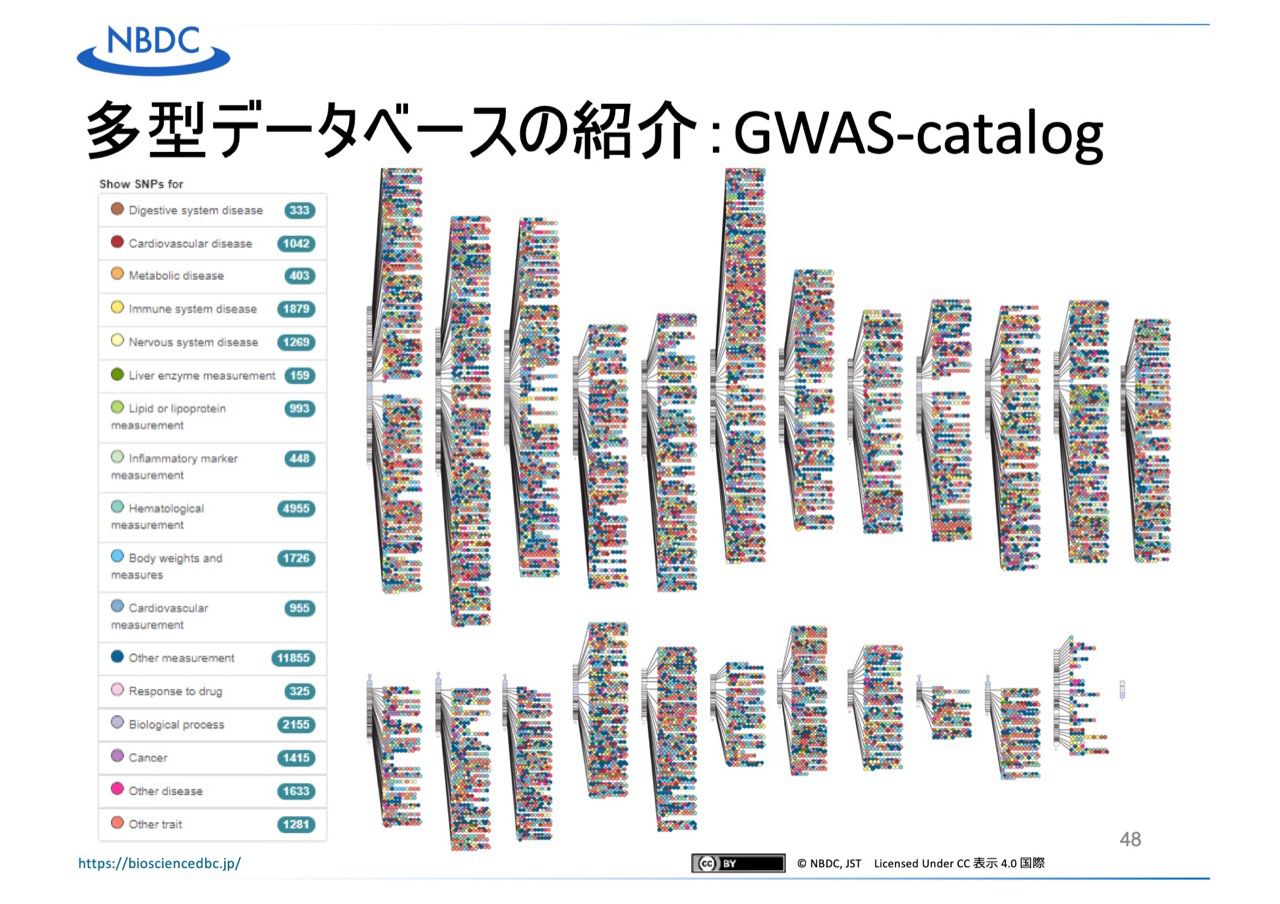 NBDC
多型データベースの紹介：GWAS-catalog
Show SNPs for
Digestive system disease 333
Cardiovascular disease 1042
Metabolic disease 403
Immune system disease 1879
Nervous system disease 1269
Liver enzyme measurement 159
Lipid or lipoprotein 993
measurement
Inflammatory marker 448
measurement
Hematological 4955
measurement
Body weights and 1726
measures
Cardiovascular 955
measurement
Other measurement 11855
Response to drug 325
Biological process 2155
Cancer 1415
Other disease 1633
Other trait 1281
48
https://biosciencedbc.jp/
cc BY
© NBDC, JST Licensed Under CC 表示 4.0 国際